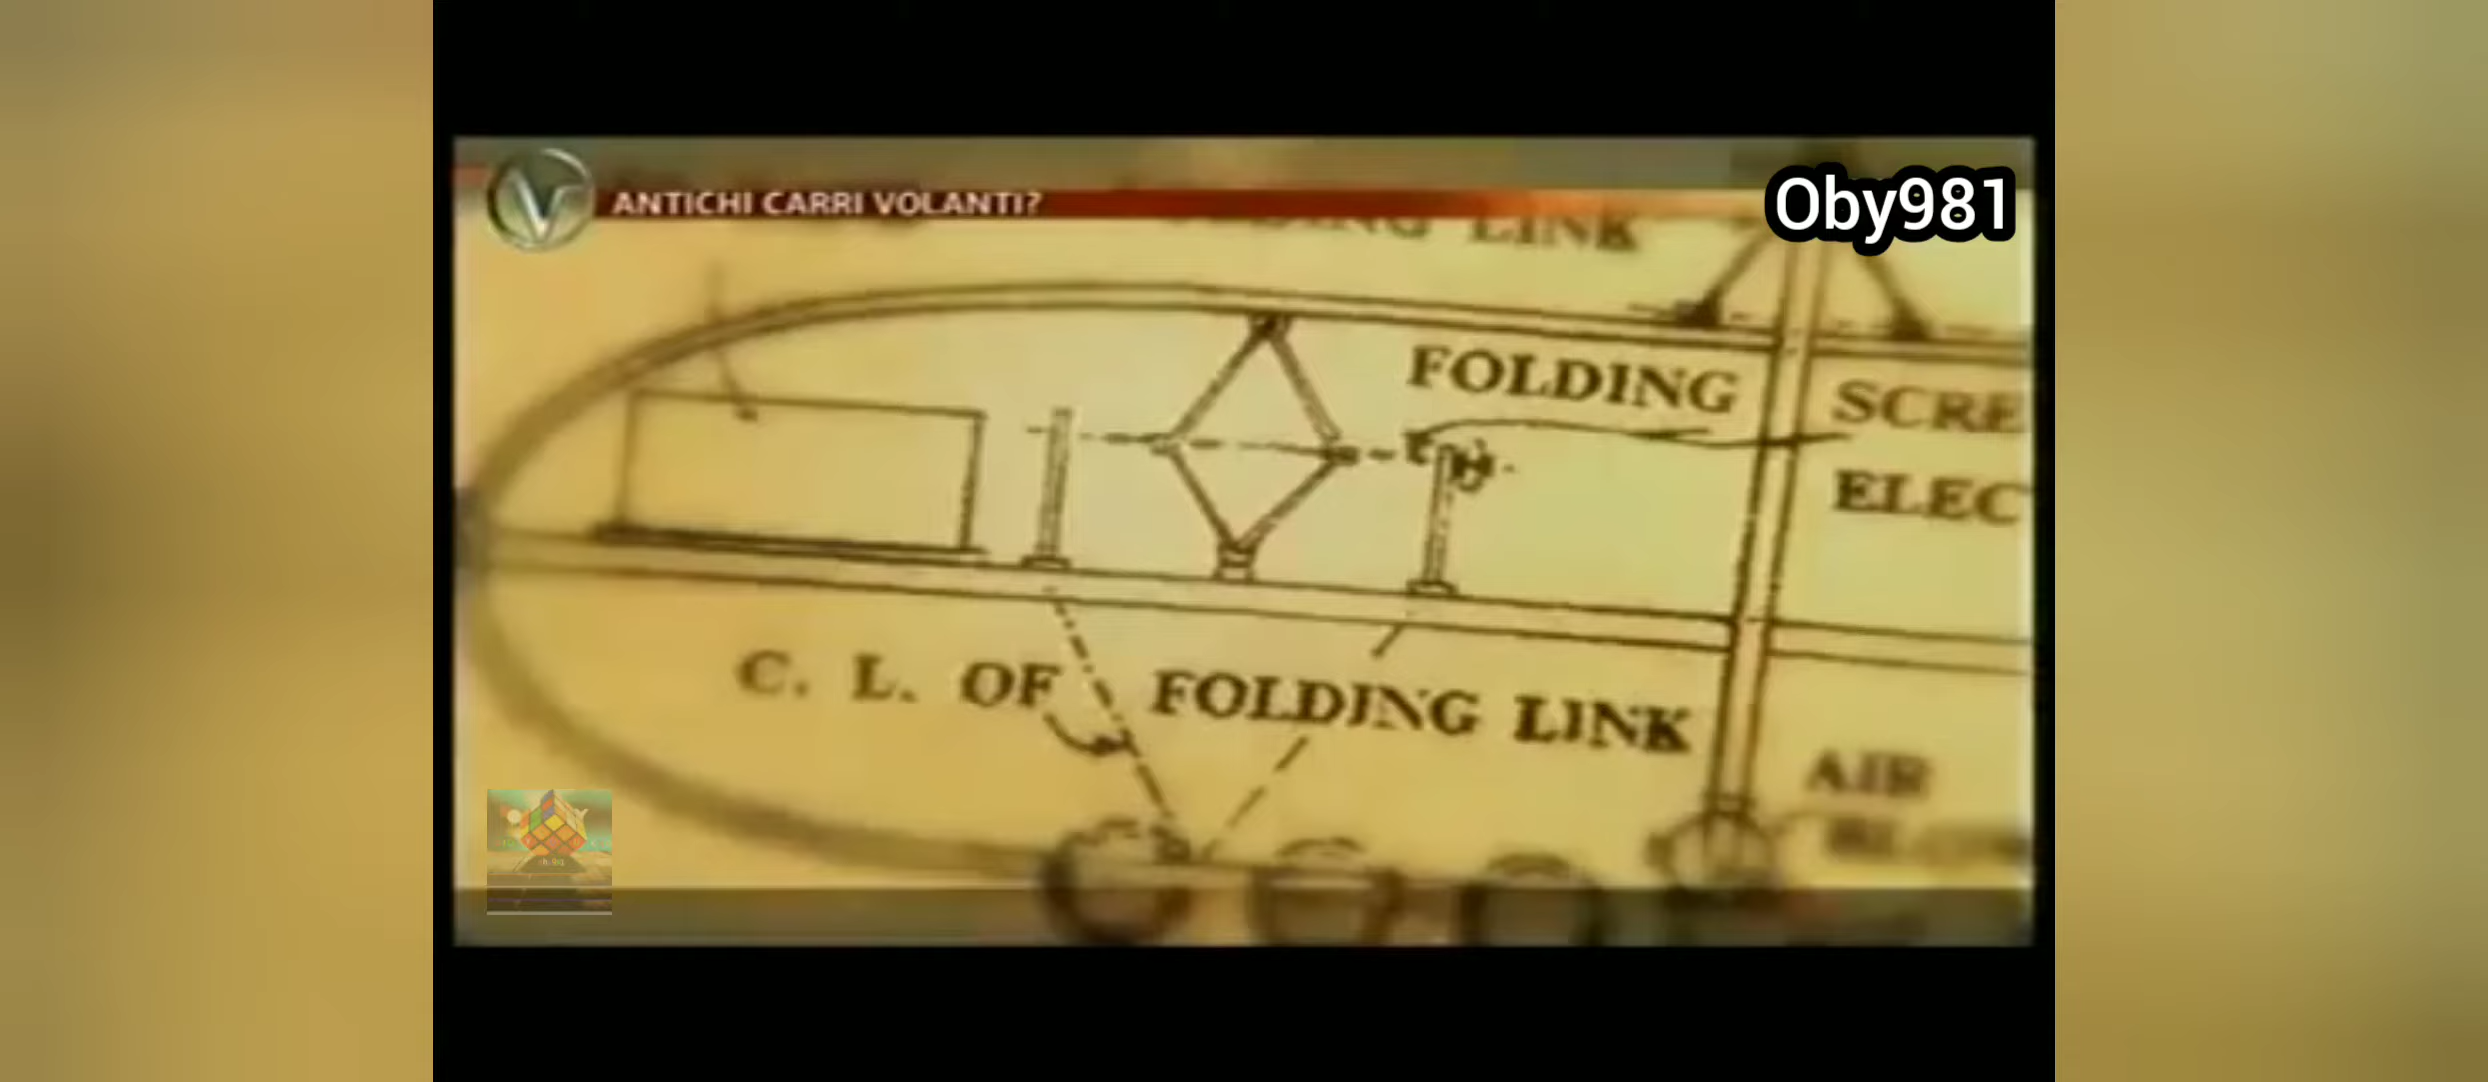 ANTICHI CARRI VOLANTI?
Oby981
LINK
FOLDING
SCRE
ELEC
C. L. OF FOLDING LINK
AIR